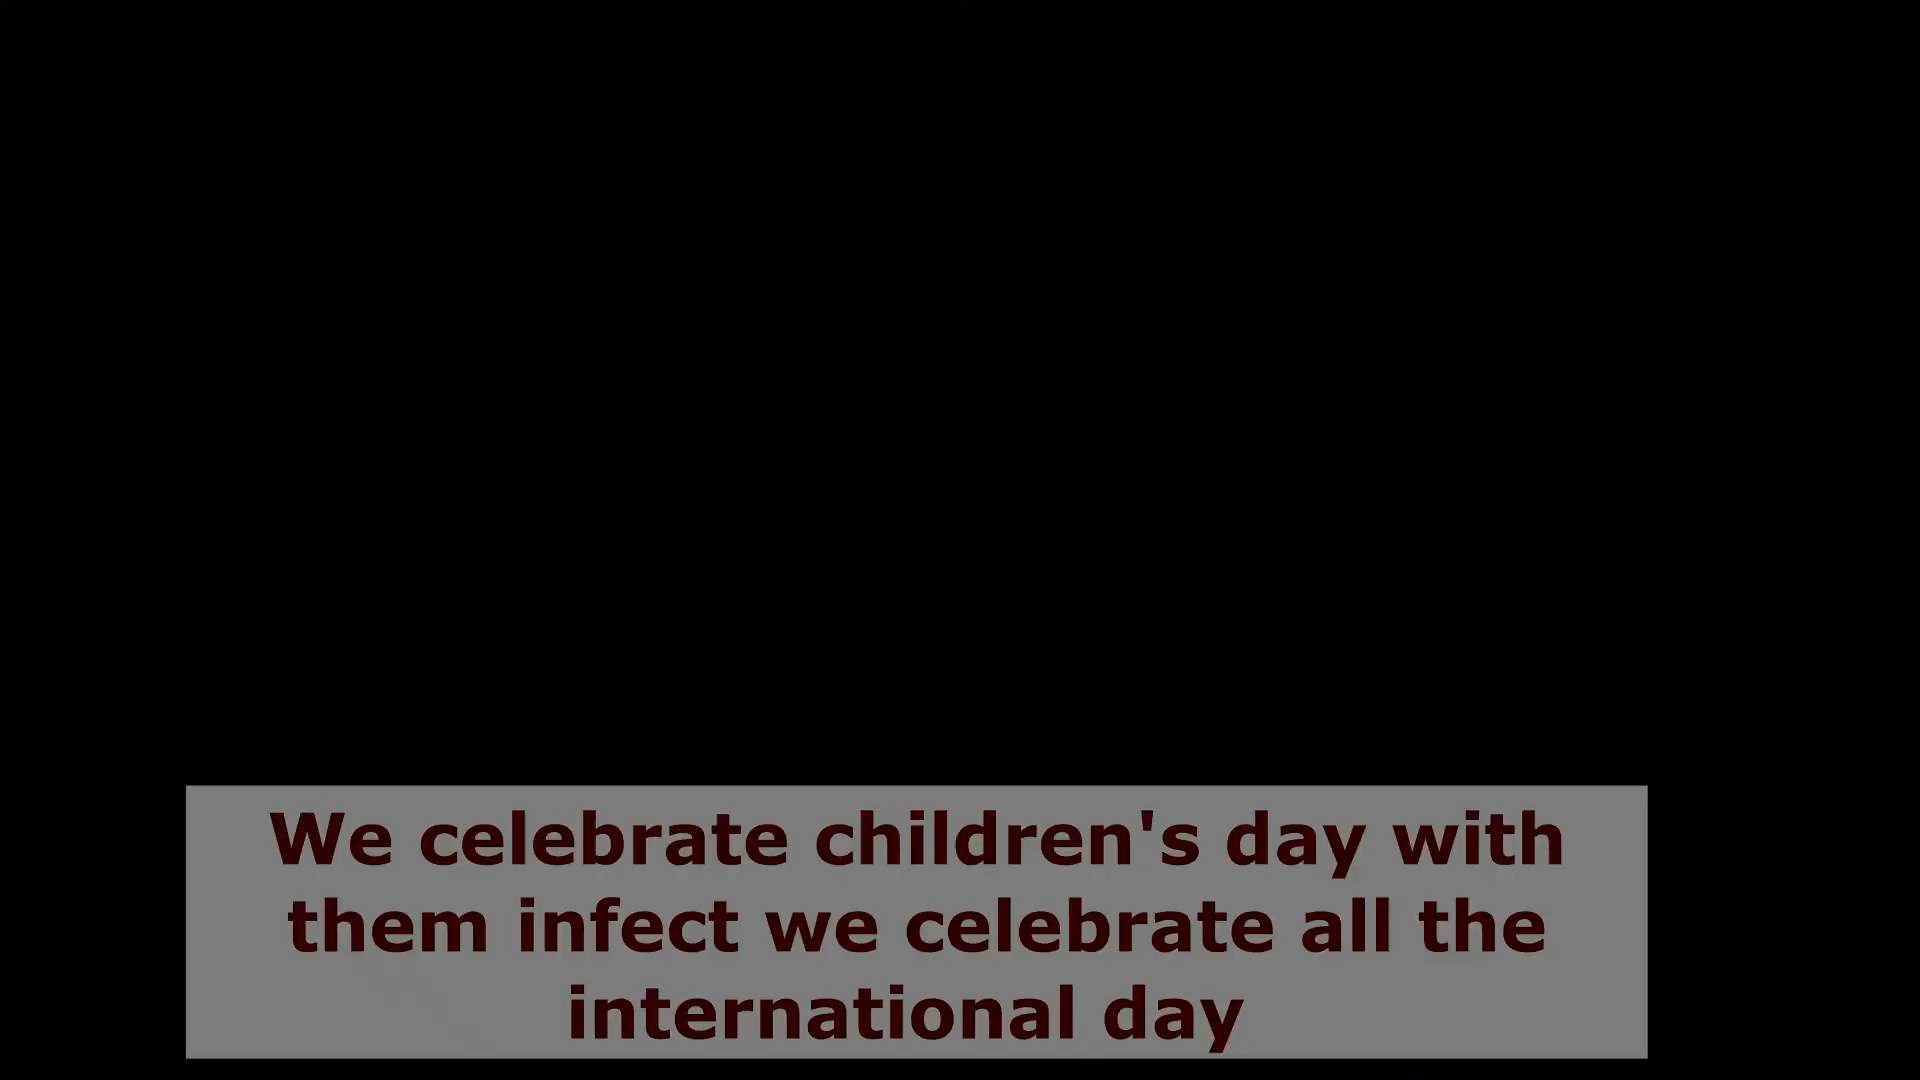 We celebrate children's day with
them infect we celebrate all the
international day